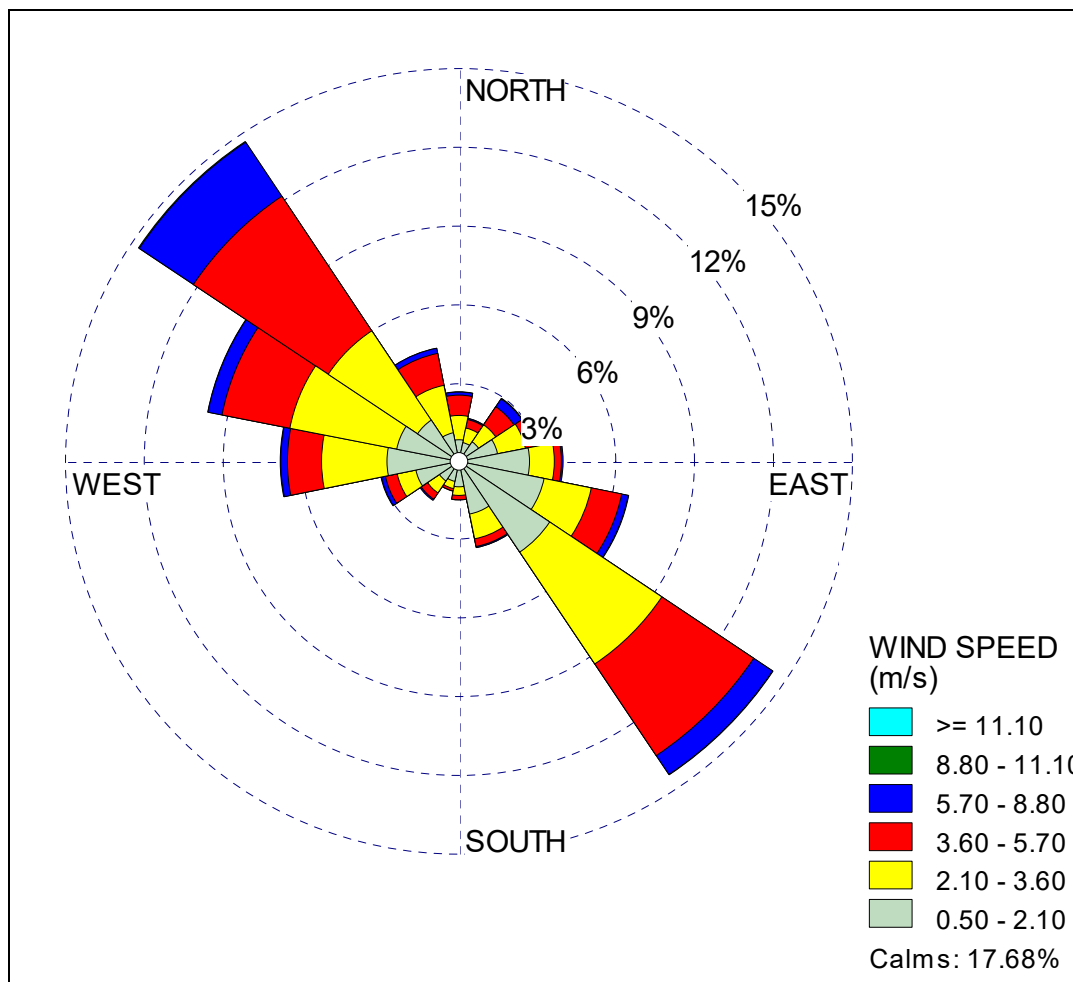 NORTH
15%
12%
9%
6%
3%
WEST
EAST
SOUTH
WIND SPEED
(m/s)
>= 11.10
8.80 - 11.10
5.70 - 8.80
3.60 - 5.70
2.10 - 3.60
0.50 - 2.10
Calms: 17.68%